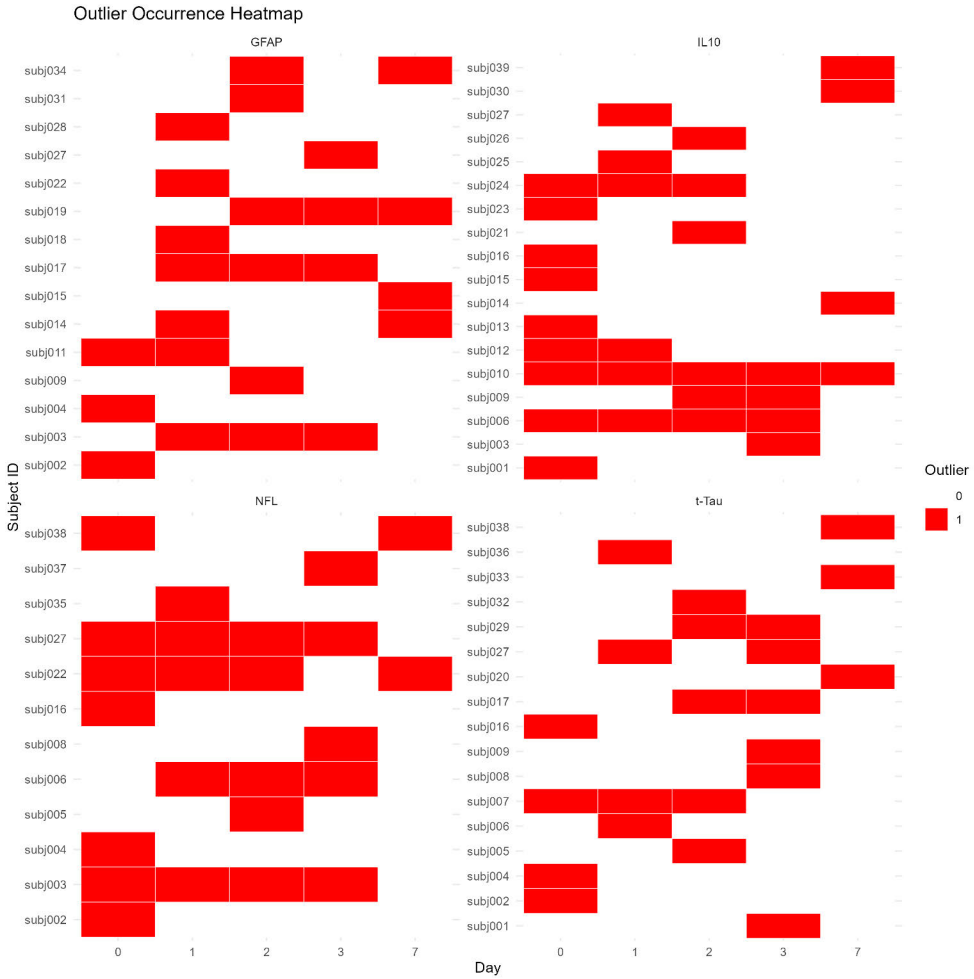 Outlier Occurrence Heatmap
GFAP
subj034
subj031
subj028
subj027
subj022
subj019
subj018
subj017
subj015
subj014
subj011
subj009
subj004
subj003
subj002
IL10
subj039
subj030
subj027
subj026
subj025
subj024
subj023
subj021
subj016
subj015
subj014
subj013
subj012
subj010
subj009
subj006
subj003
subj001
Subject ID
NFL
subj038
subj037
subj035
subj027
subj022
subj016
subj008
subj006
subj005
subj004
subj003
subj002
0 1 2 3 7
t-Tau
subj038
subj036
subj033
subj032
subj029
subj027
subj020
subj017
subj016
subj009
subj008
subj007
subj006
subj005
subj004
subj002
subj001
0 1 2 3 7
Day
Outlier
0
1